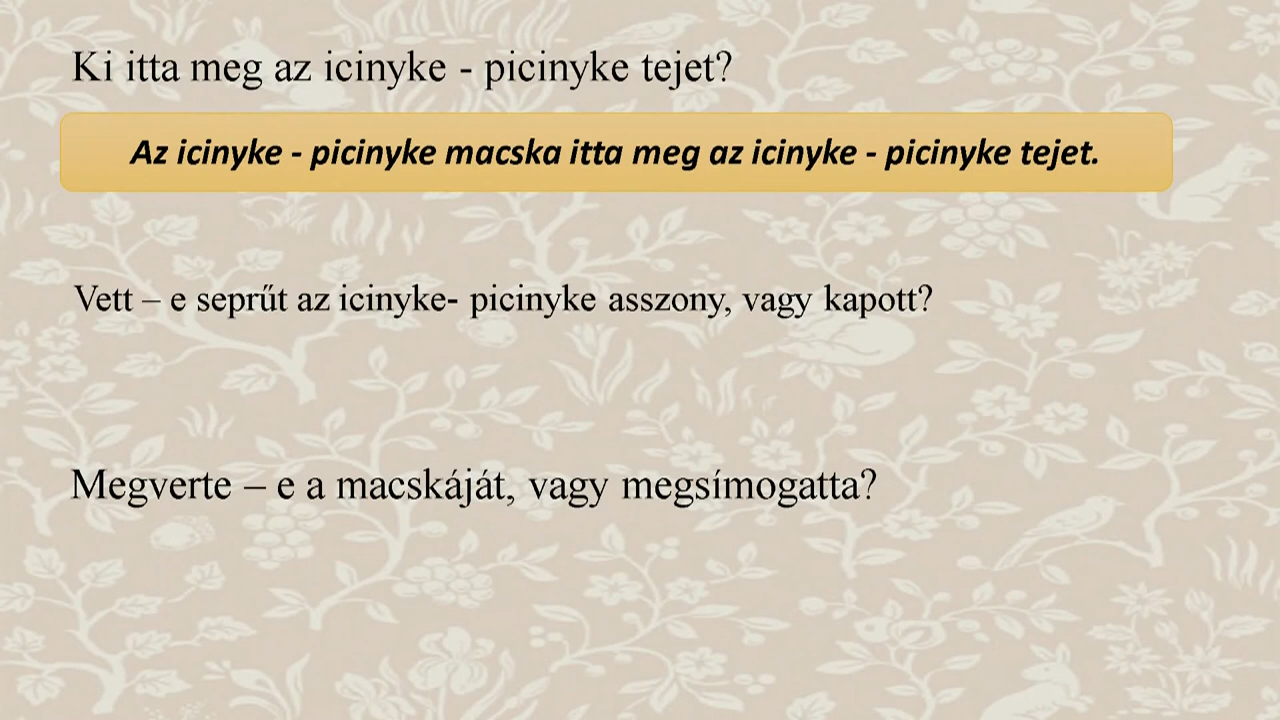 Ki itta meg az icinyke - picinyke tejet?
Az icinyke - picinyke macska itta meg az icinyke - picinyke tejet.
Vett – e seprűt az icinyke- picinyke asszony, vagy kapott?
Megverte – e a macskáját, vagy megsímogatta?